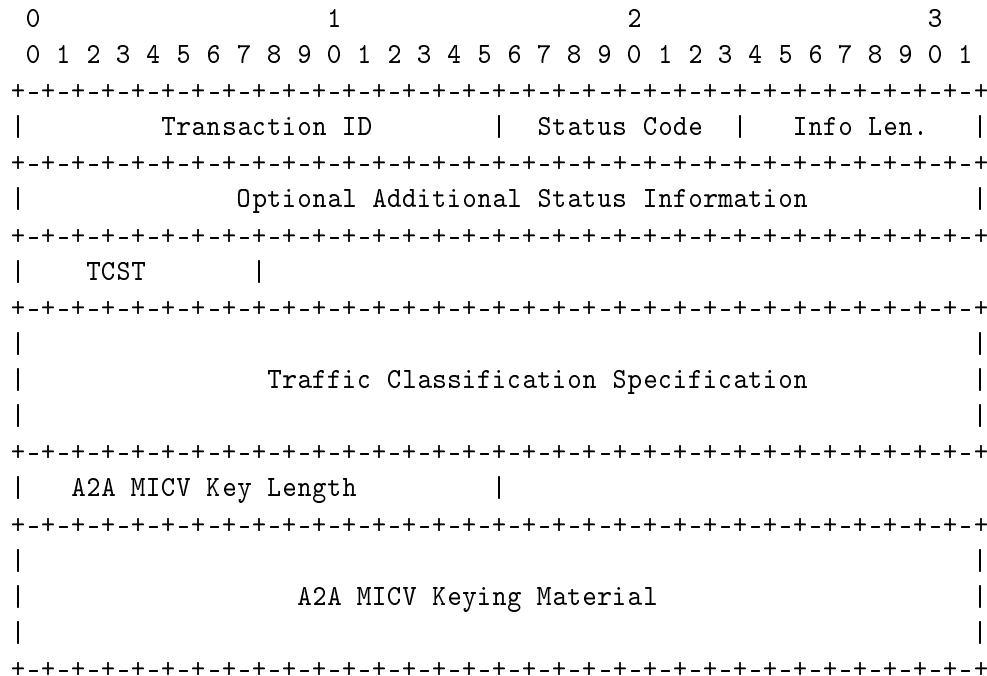 0                   1                   2                   3
 0 1 2 3 4 5 6 7 8 9 0 1 2 3 4 5 6 7 8 9 0 1 2 3 4 5 6 7 8 9 0 1
+-+-+-+-+-+-+-+-+-+-+-+-+-+-+-+-+-+-+-+-+-+-+-+-+-+-+-+-+-+-+-+-+
|         Transaction ID        |  Status Code  |   Info Len.   |
+-+-+-+-+-+-+-+-+-+-+-+-+-+-+-+-+-+-+-+-+-+-+-+-+-+-+-+-+-+-+-+-+
|              Optional Additional Status Information           |
+-+-+-+-+-+-+-+-+-+-+-+-+-+-+-+-+-+-+-+-+-+-+-+-+-+-+-+-+-+-+-+-+
|    TCST       |
+-+-+-+-+-+-+-+-+-+-+-+-+-+-+-+-+-+-+-+-+-+-+-+-+-+-+-+-+-+-+-+-+
|                                                               |
|                Traffic Classification Specification           |
|                                                               |
+-+-+-+-+-+-+-+-+-+-+-+-+-+-+-+-+-+-+-+-+-+-+-+-+-+-+-+-+-+-+-+-+
|   A2A MICV Key Length         |
+-+-+-+-+-+-+-+-+-+-+-+-+-+-+-+-+-+-+-+-+-+-+-+-+-+-+-+-+-+-+-+-+
|                                                               |
|                  A2A MICV Keying Material                     |
|                                                               |
+-+-+-+-+-+-+-+-+-+-+-+-+-+-+-+-+-+-+-+-+-+-+-+-+-+-+-+-+-+-+-+-+